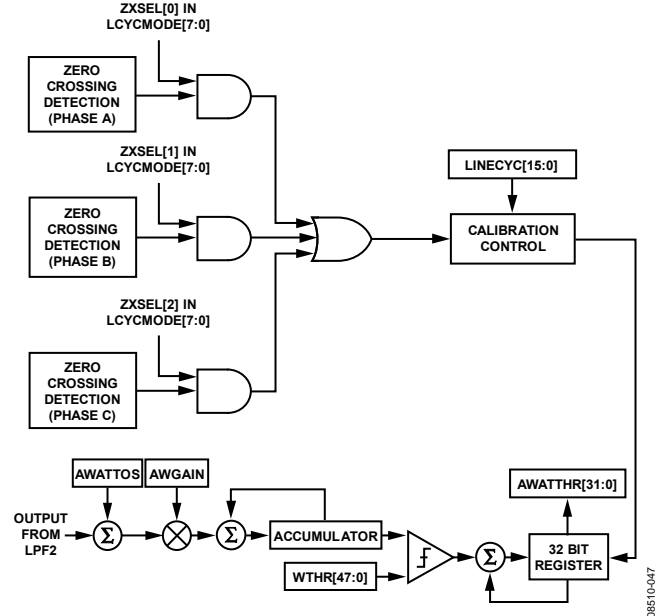 ZXSEL[0] IN
LCYCMODE[7:0]
ZERO
CROSSING
DETECTION
(PHASE A)
ZXSEL[1] IN
LCYCMODE[7:0]
LINECYC[15:0]
ZERO
CROSSING
DETECTION
(PHASE B)
CALIBRATION
CONTROL
ZXSEL[2] IN
LCYCMODE[7:0]
ZERO
CROSSING
DETECTION
(PHASE C)
AWATTOS
AWGAIN
AWATTHR[31:0]
OUTPUT
FROM
LPF2
Σ
Σ
ACCUMULATOR
Σ
32 BIT
REGISTER
WTHR[47:0]
08510-047